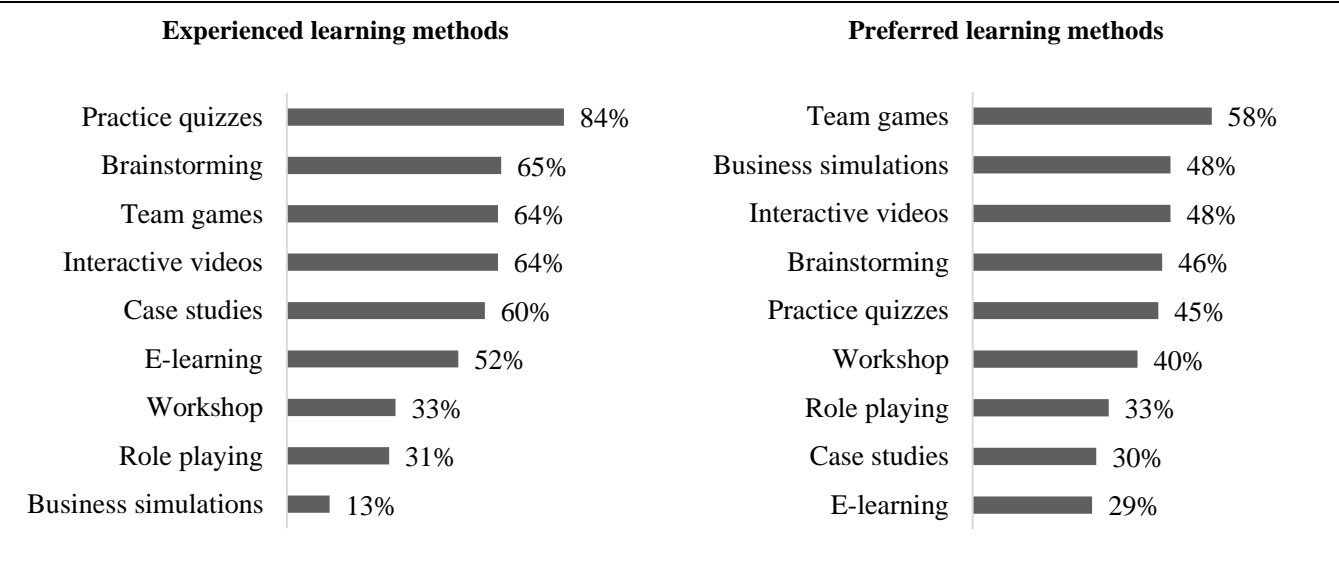 Experienced learning methods
Practice quizzes 84%
Brainstorming 65%
Team games 64%
Interactive videos 64%
Case studies 60%
E-learning 52%
Workshop 33%
Role playing 31%
Business simulations 13%
Preferred learning methods
Team games 58%
Business simulations 48%
Interactive videos 48%
Brainstorming 46%
Practice quizzes 45%
Workshop 40%
Role playing 33%
Case studies 30%
E-learning 29%